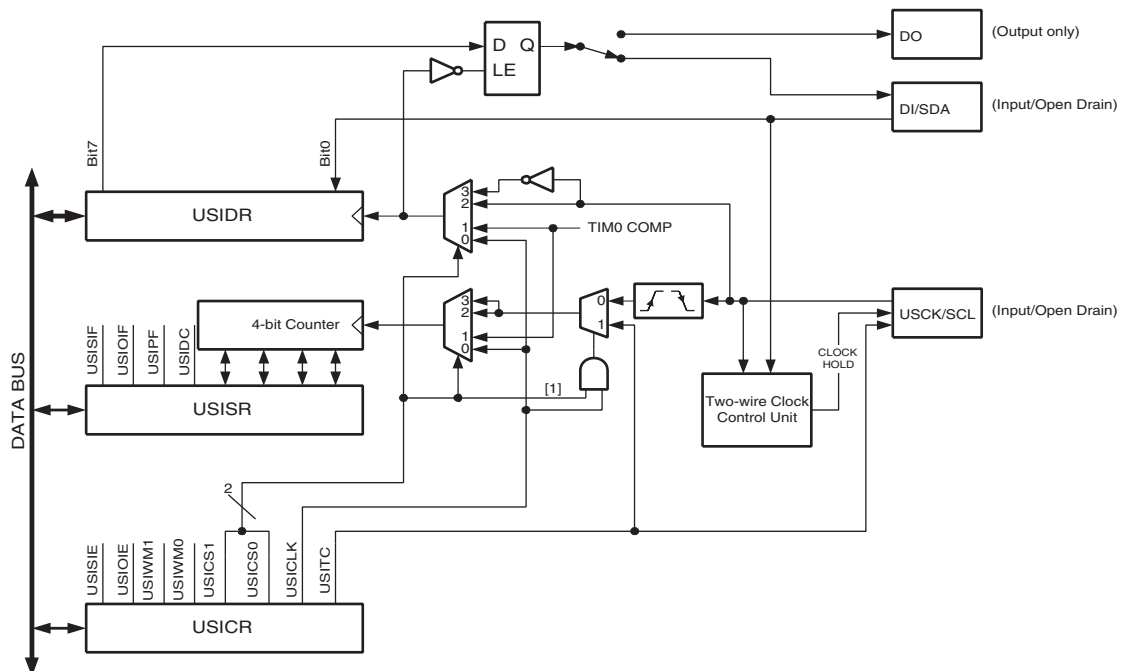 D Q
LE
DO
(Output only)
DI/SDA
(Input/Open Drain)
Bit7
Bit0
USIDR
3
2
1
0
TIM0 COMP
4-bit Counter
3
2
1
0
0
1
USCK/SCL
(Input/Open Drain)
USISIF
USIOIF
USIPF
USIDC
USISR
[1]
CLOCK
HOLD
Two-wire Clock
Control Unit
DATA BUS
2
USISIE
USIOIE
USIWM1
USIWM0
USICS1
USICS0
USICLK
USITC
USICR